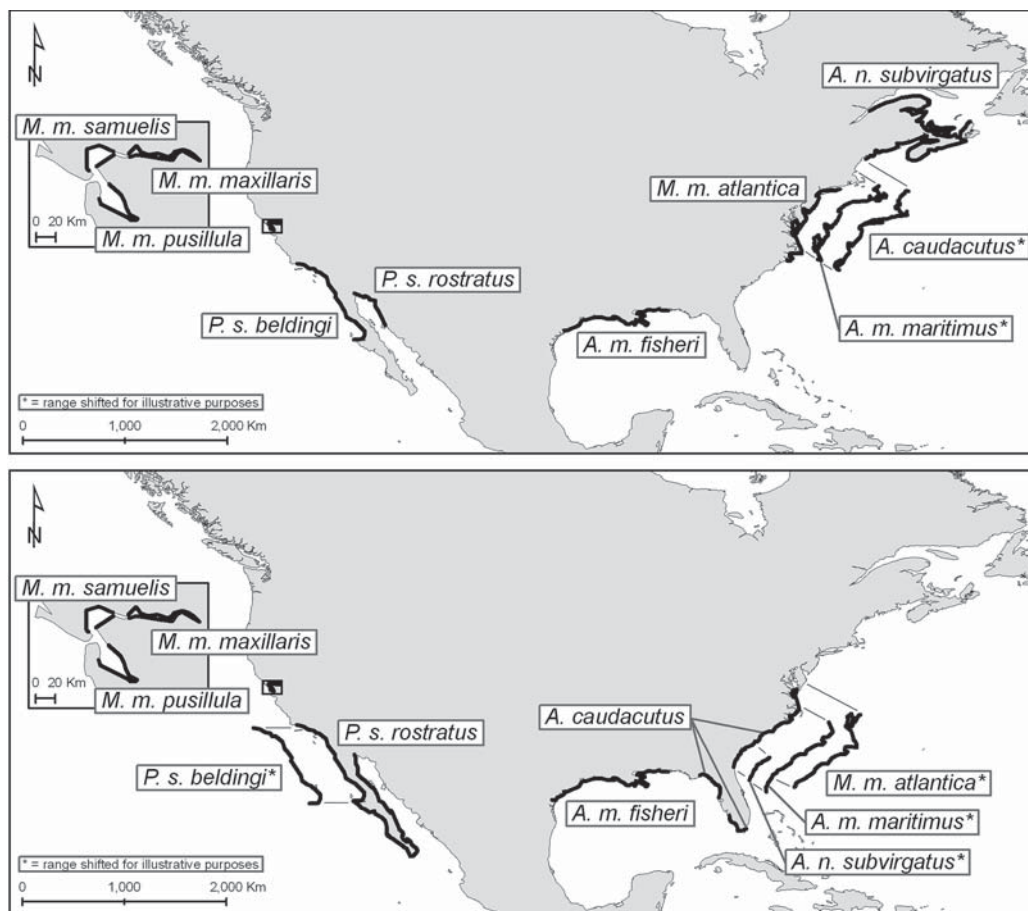 A. n. subvirgatus
N
M. m. samuelis
M. m. maxillaris
M. m. atlantica
0 20 Km
M. m. pusillula
A. caudacutus*
P. s. rostratus
P. s. beldingi
A. m. maritimus*
A. m. fisheri
* = range shifted for illustrative purposes
0 1,000 2,000 Km
N
M. m. samuelis
M. m. maxillaris
0 20 Km
M. m. pusillula
A. caudacutus
P. s. rostratus
P. s. beldingi*
M. m. atlantica*
A. m. fisheri
A. m. maritimus*
A. n. subvirgatus*
* = range shifted for illustrative purposes
0 1,000 2,000 Km